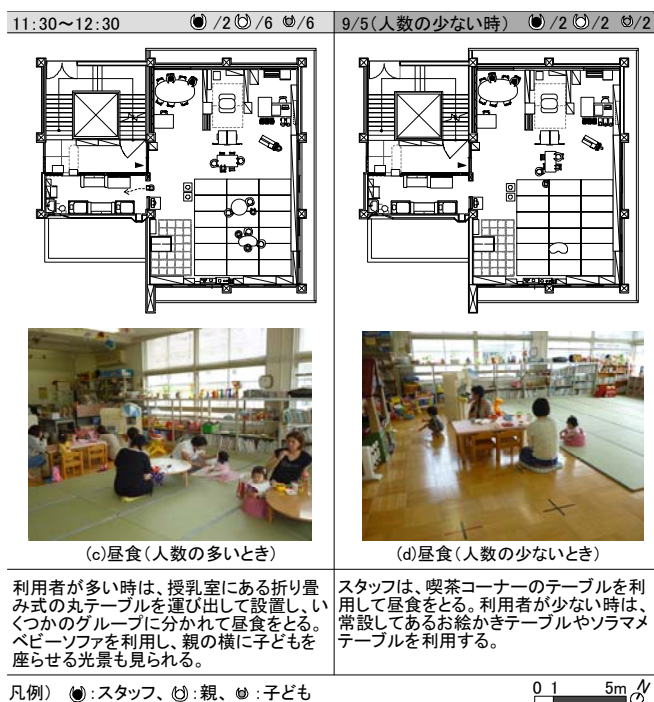 11:30～12:30 /2 /6 /6
9/5(人数の少ない時) /2 /2 /2
(c)昼食(人数の多いとき)
(d)昼食(人数の少ないとき)
利用者が多い時は、授乳室にある折り畳
み式の丸テーブルを運び出して設置し、い
くつかのグループに分かれて昼食をとる。
ベビーソファを利用し、親の横に子どもを
座らせる光景も見られる。
スタッフは、喫茶コーナーのテーブルを利
用して昼食をとる。利用者が少ない時は、
常設してあるお絵かきテーブルやソラマメ
テーブルを利用する。
凡例) :スタッフ、 :親、 :子ども
0 1 5m